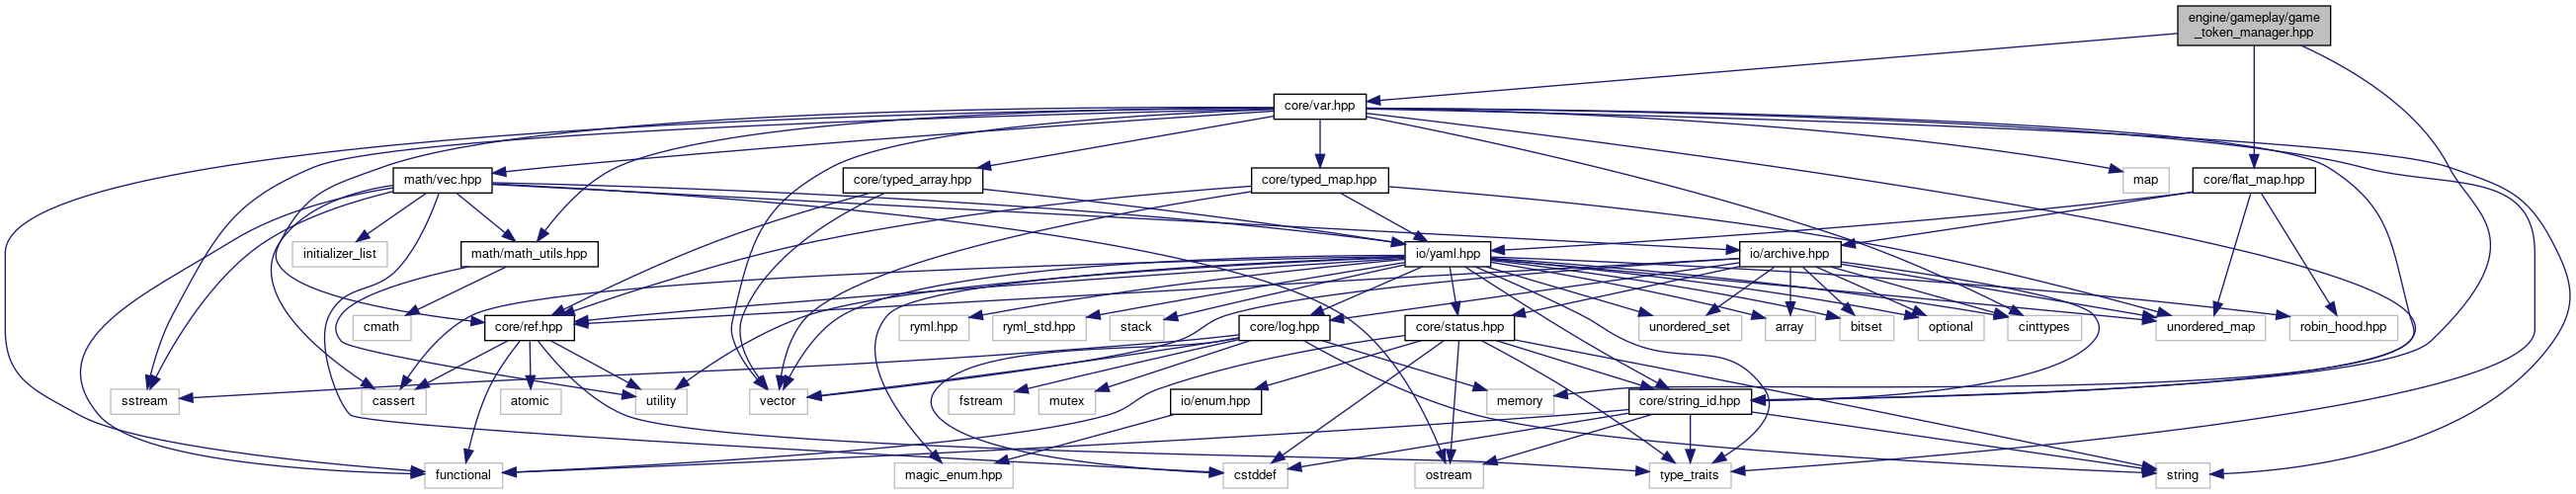 engine/gameplay/game
_token_manager.hpp
core/var.hpp
math/vec.hpp
core/typed_array.hpp
core/typed_map.hpp
map
core/flat_map.hpp
initializer_list
math/math_utils.hpp
io/yaml.hpp
io/archive.hpp
cmath
core/ref.hpp
ryml.hpp
ryml_std.hpp
stack
core/log.hpp
core/status.hpp
unordered_set
array
bitset
optional
cinttypes
unordered_map
robin_hood.hpp
sstream
cassert
atomic
utility
vector
fstream
mutex
io/enum.hpp
memory
core/string_id.hpp
functional
magic_enum.hpp
cstddef
ostream
type_traits
string